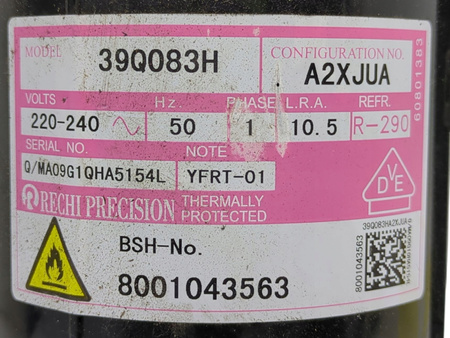 MODEL 39Q083H CONFIGURATION NO. A2XJUA
60801383
VOLTS Hz PHASE L.R.A. REFR.
220-240 50 1 10.5 R-290
SERIAL NO. NOTE
Q/MA09G1QHA5154L YFRT-01
RECHI PRECISION THERMALLY PROTECTED
VDE
BSH-No.
8001043563
39Q083HA2XJUA
8001043563